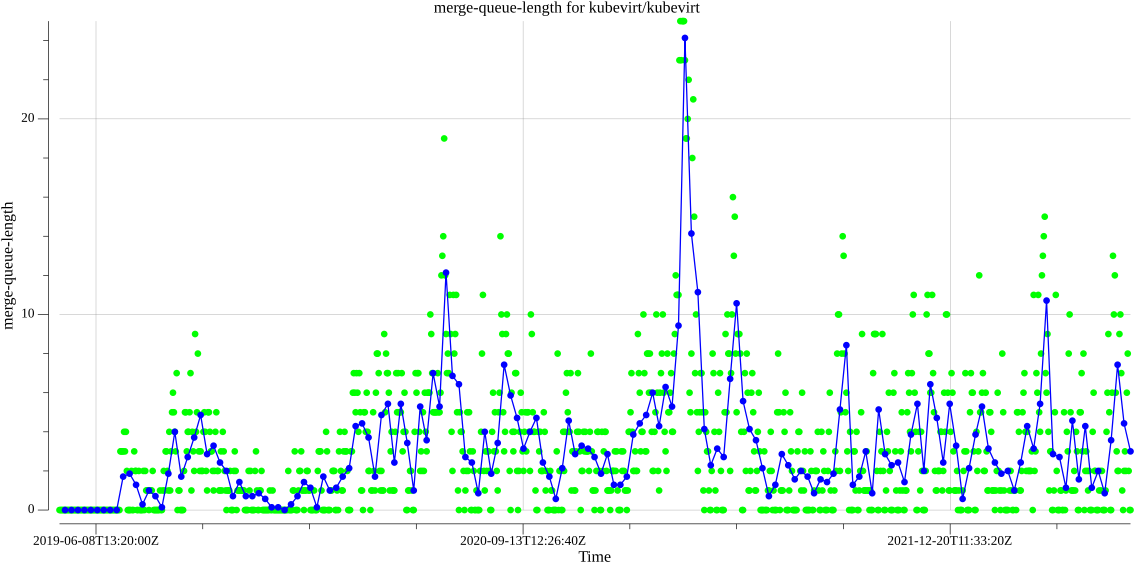 merge-queue-length for kubevirt/kubevirt
merge-queue-length
20
10
0
2019-06-08T13:20:00Z
2020-09-13T12:26:40Z
2021-12-20T11:33:20Z
Time